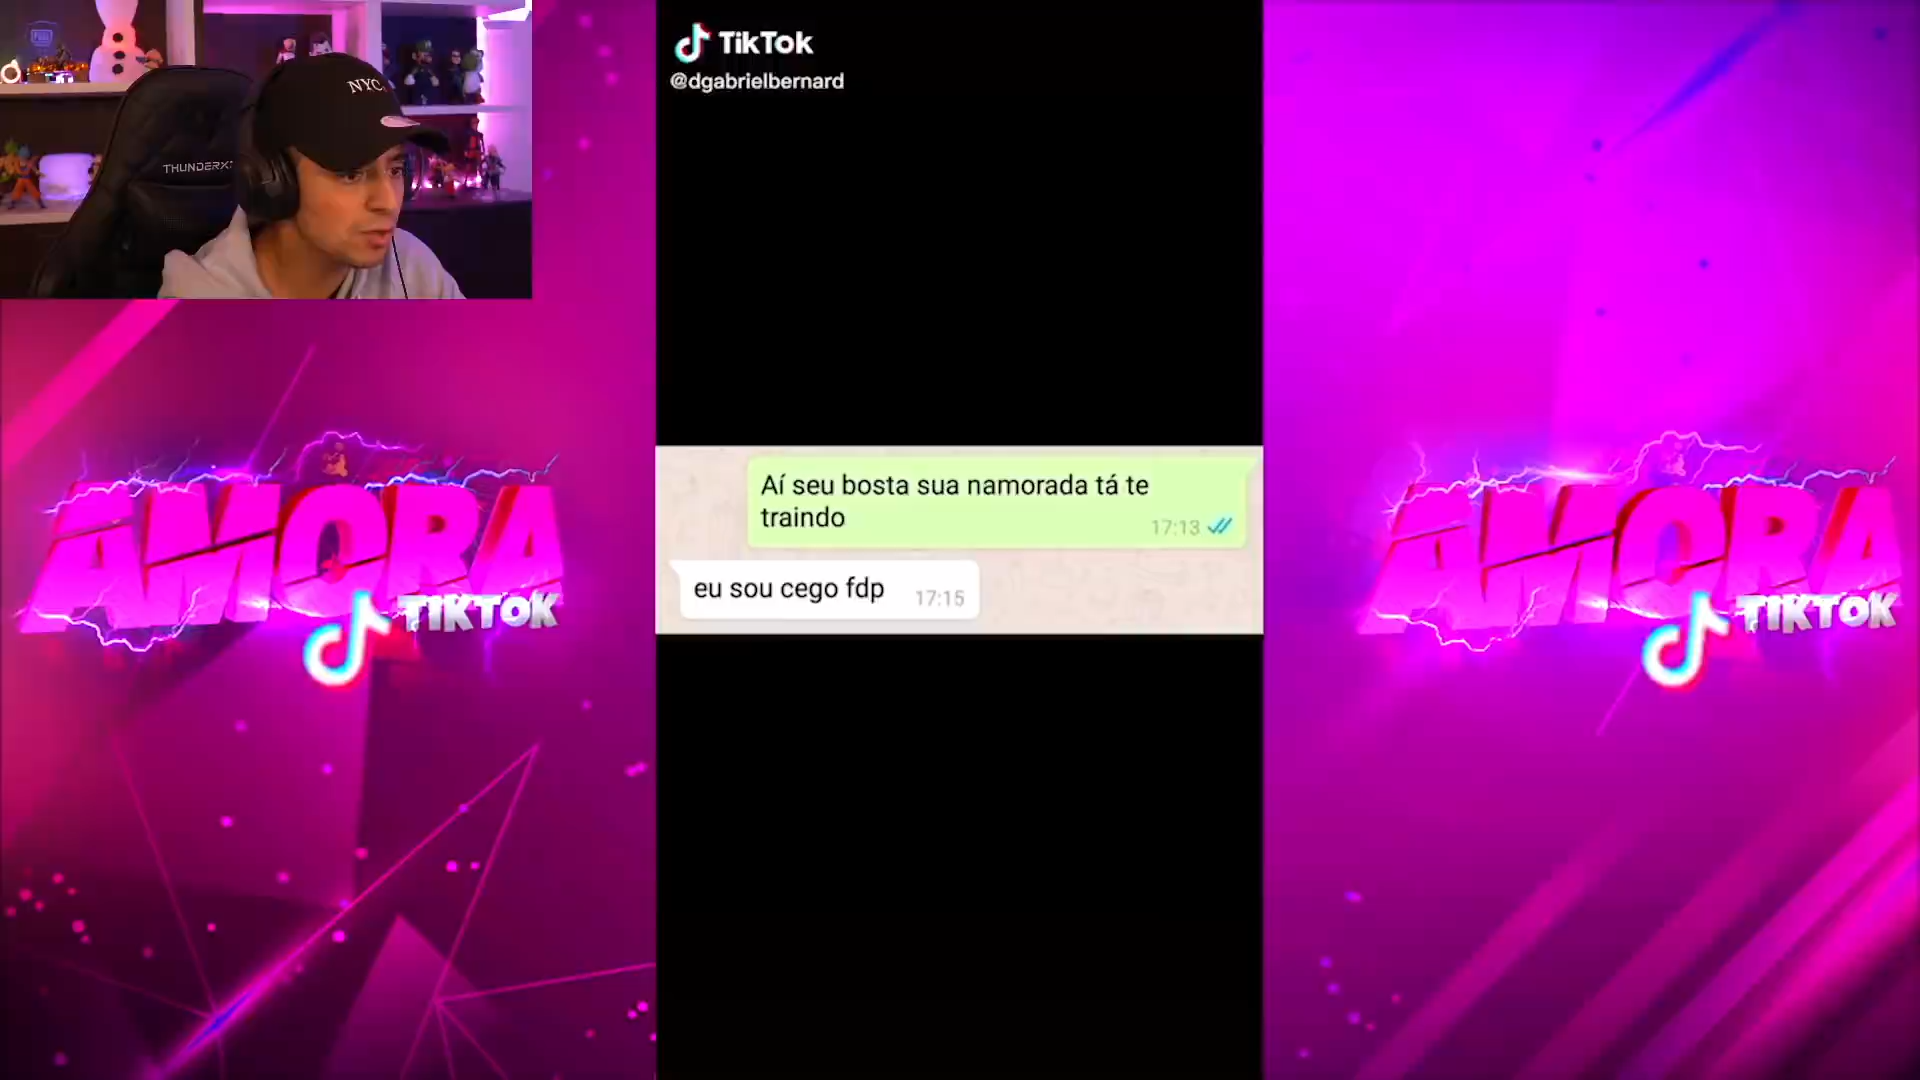 NYC
THUNDERX
TikTok
@dgabrielbernard
Aí seu bosta sua namorada tá te
traindo
17:13
eu sou cego fdp
17:15
AMORA
TIKTOK
AMORA
TIKTOK